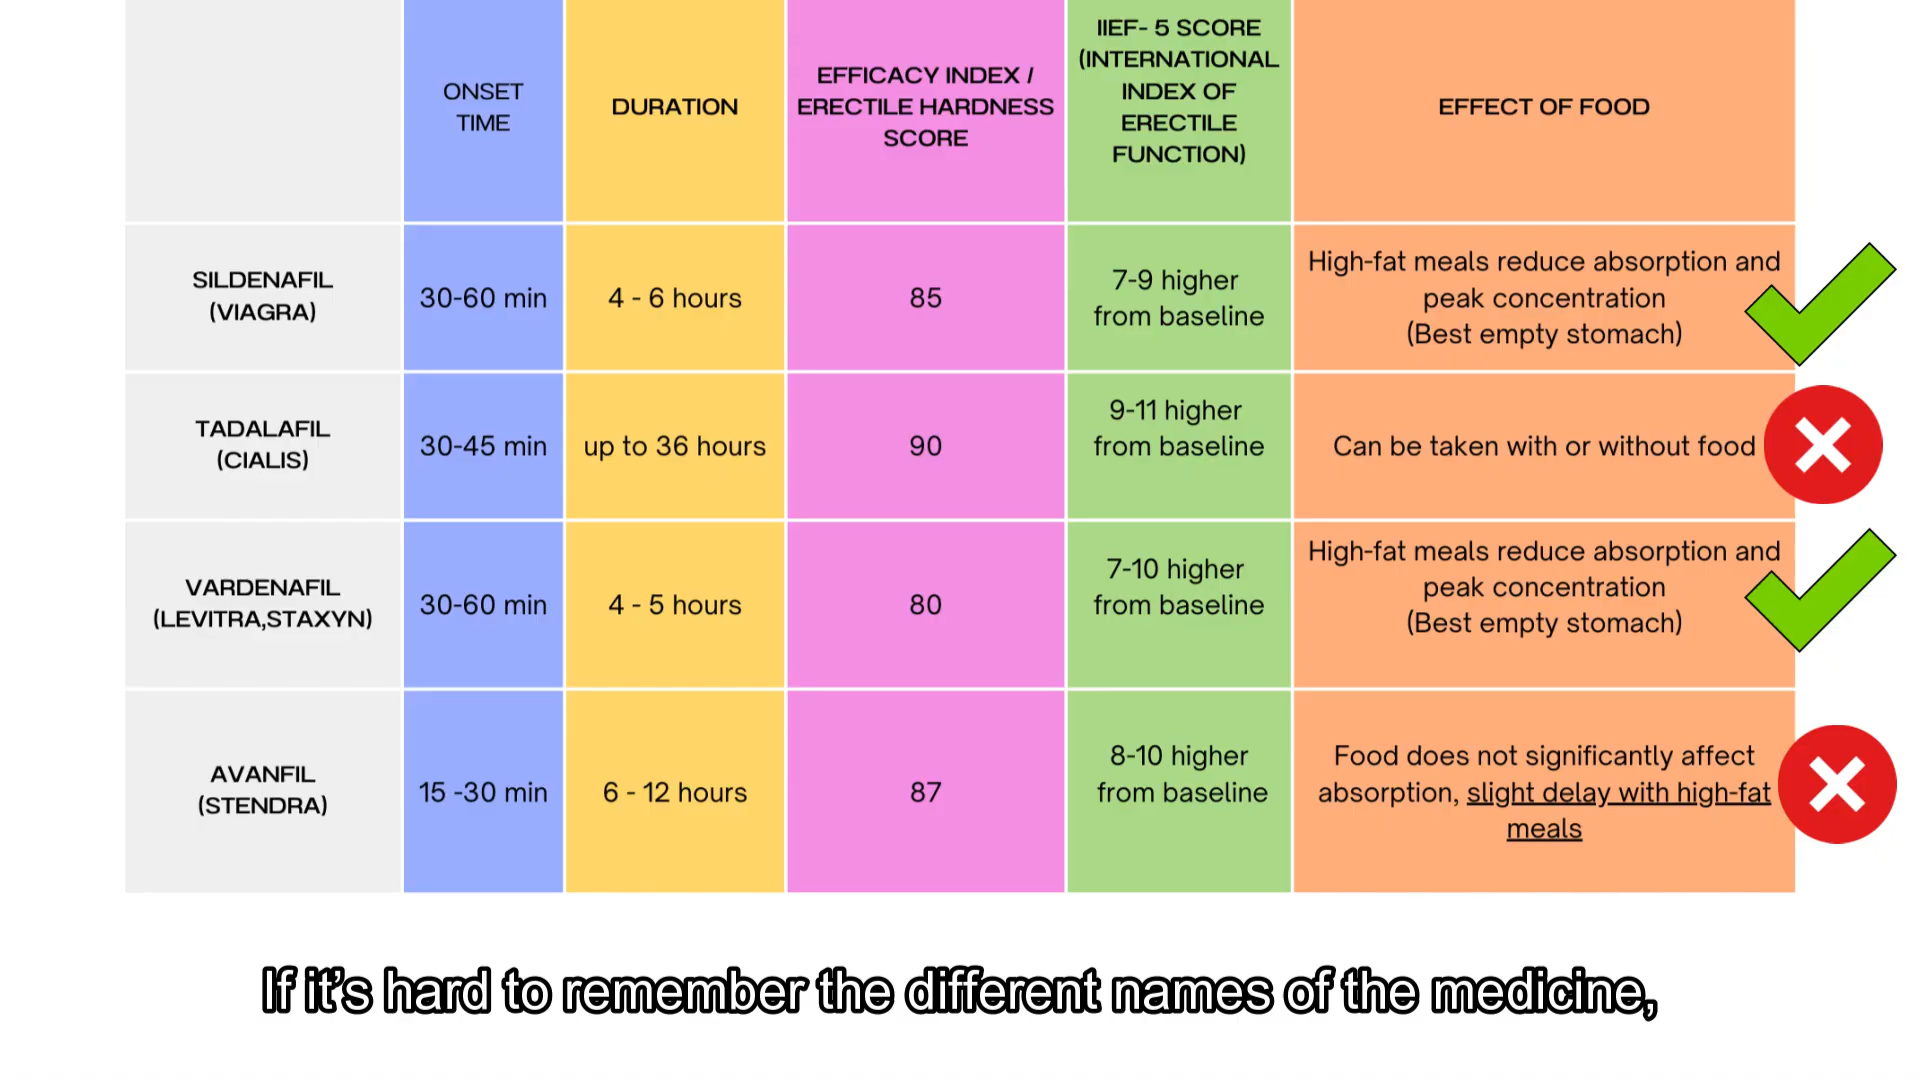 ONSET
TIME
DURATION
EFFICACY INDEX /
ERECTILE HARDNESS
SCORE
IIEF- 5 SCORE
(INTERNATIONAL
INDEX OF
ERECTILE
FUNCTION)
EFFECT OF FOOD
SILDENAFIL
(VIAGRA)
30-60 min
4 - 6 hours
85
7-9 higher
from baseline
High-fat meals reduce absorption and
peak concentration
(Best empty stomach)
TADALAFIL
(CIALIS)
30-45 min
up to 36 hours
90
9-11 higher
from baseline
Can be taken with or without food
VARDENAFIL
(LEVITRA,STAXYN)
30-60 min
4 - 5 hours
80
7-10 higher
from baseline
High-fat meals reduce absorption and
peak concentration
(Best empty stomach)
AVANFIL
(STENDRA)
15 -30 min
6 - 12 hours
87
8-10 higher
from baseline
Food does not significantly affect
absorption, slight delay with high-fat
meals
If it's hard to remember the different names of the medicine,